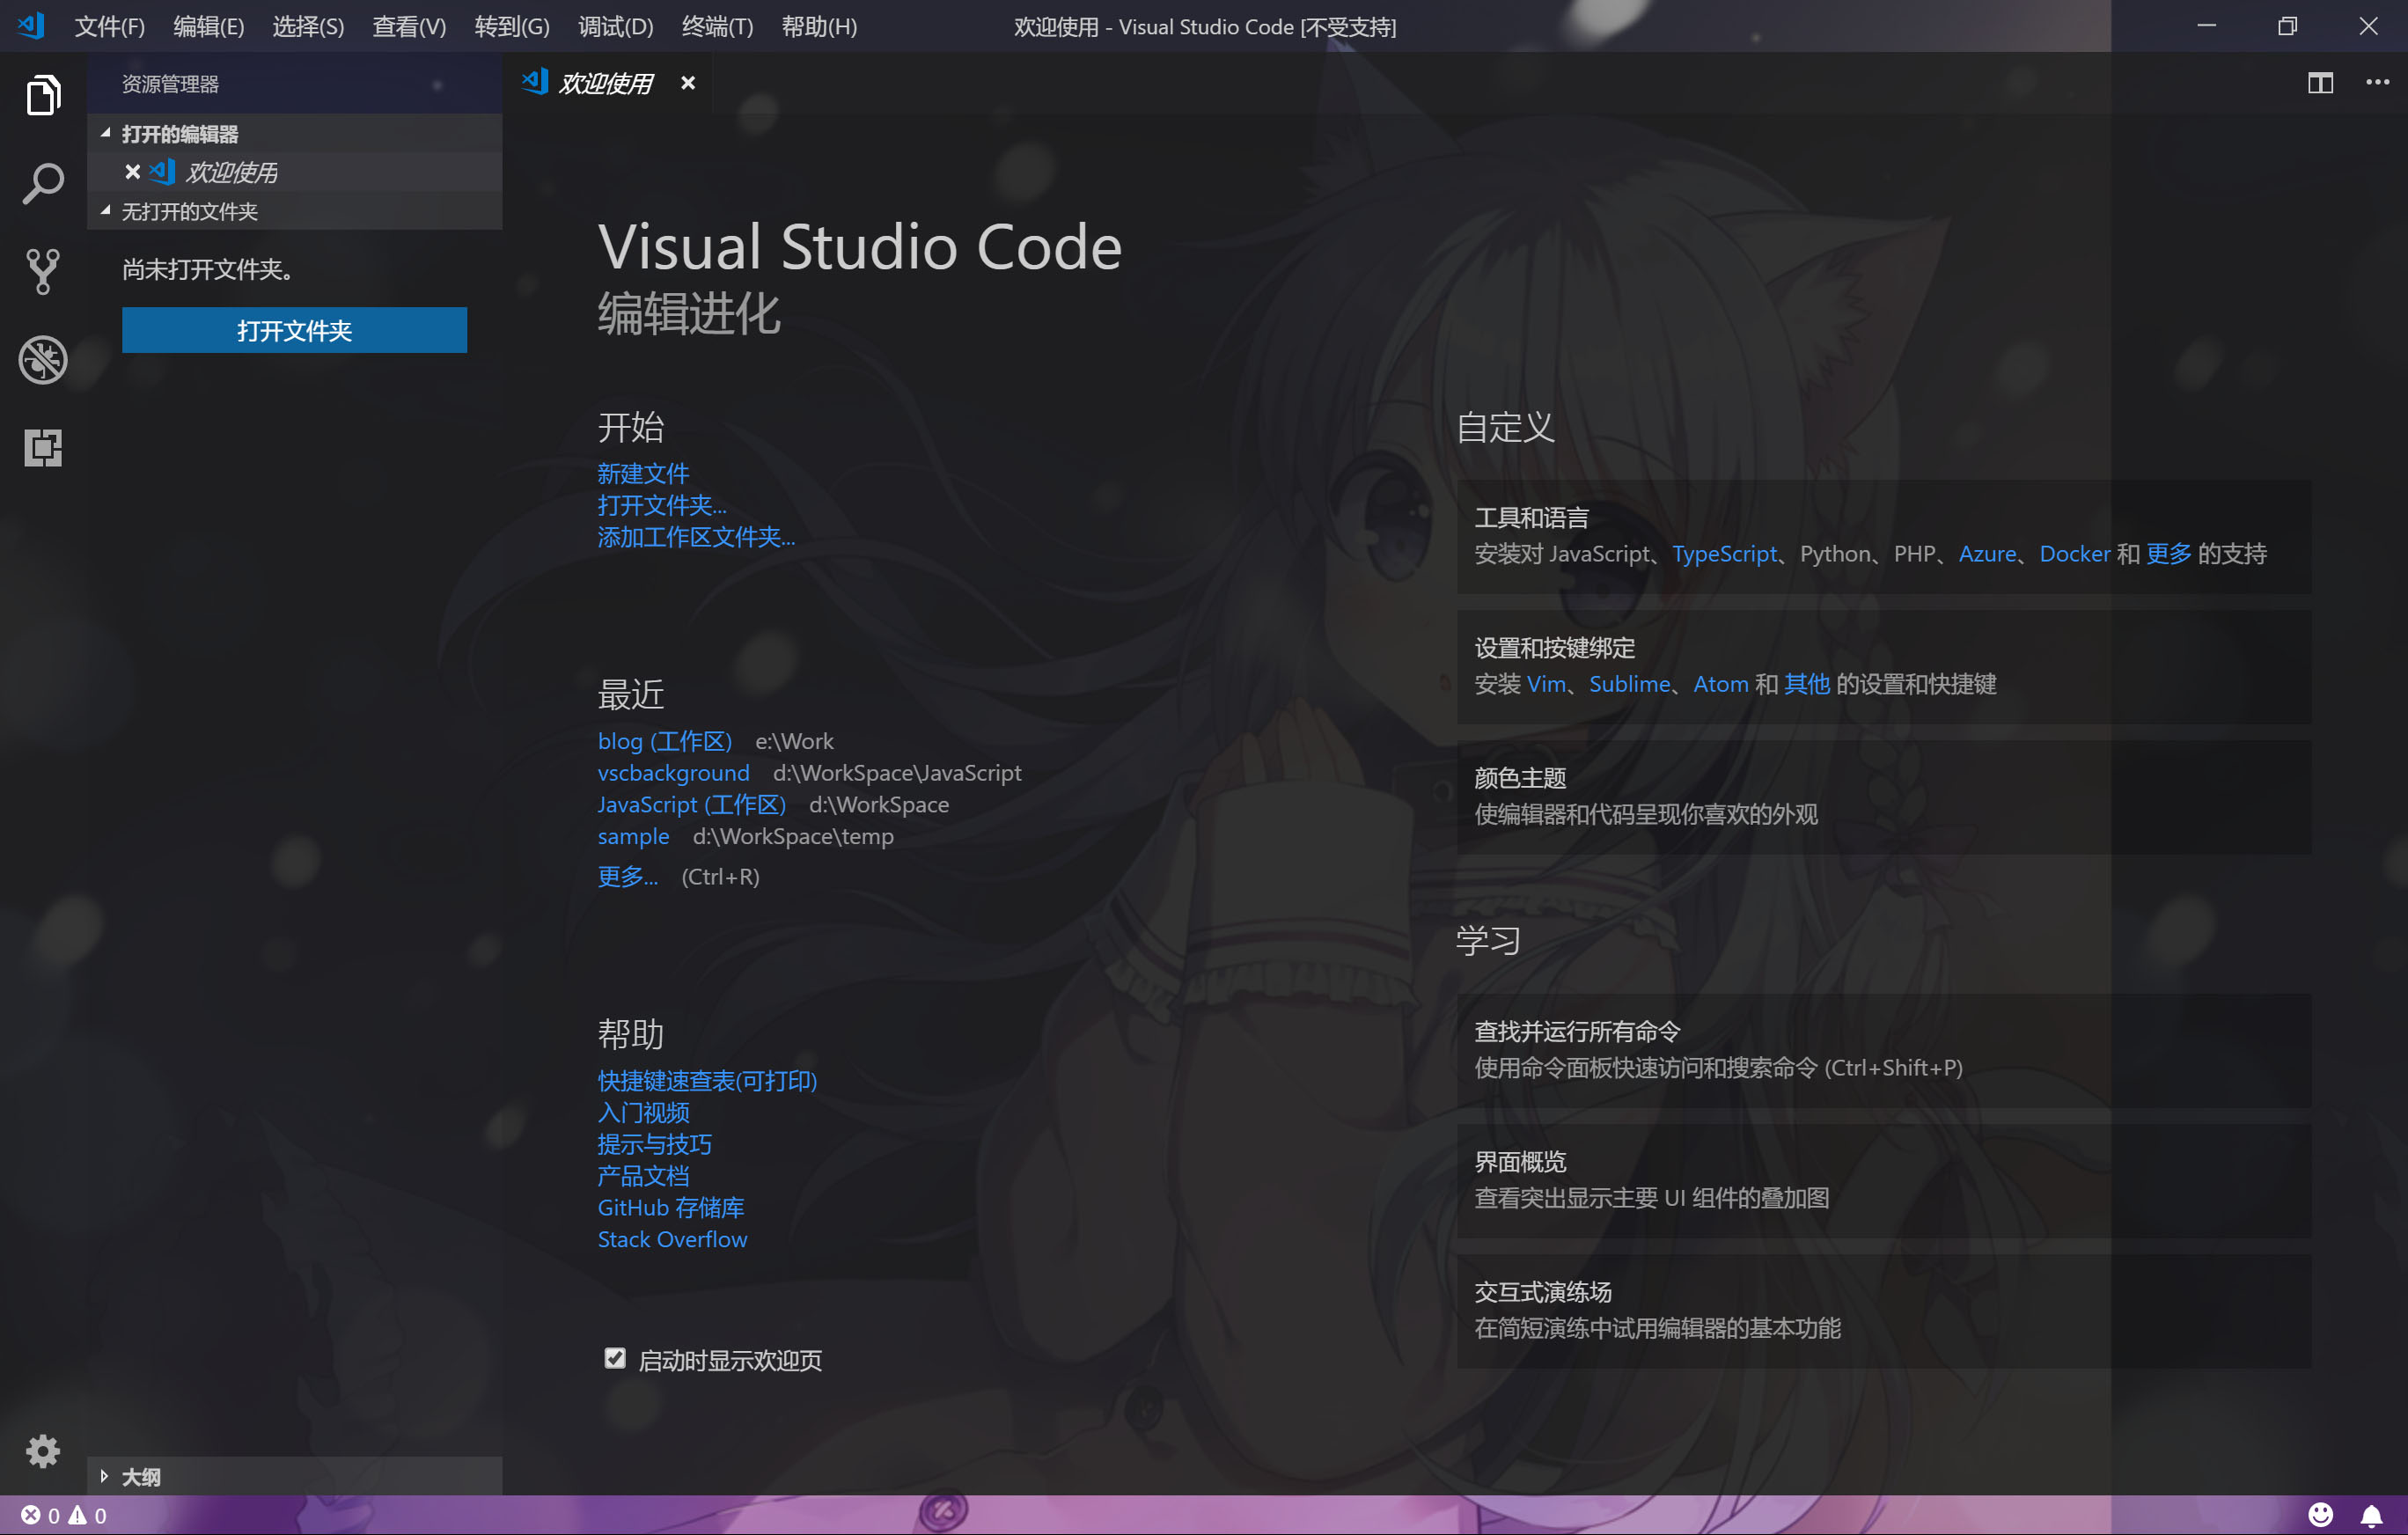 文件(F) 编辑(E) 选择(S) 查看(V) 转到(G) 调试(D) 终端(T) 帮助(H) 欢迎使用 - Visual Studio Code [不受支持]
资源管理器
打开的编辑器
欢迎使用
无打开的文件夹
尚未打开文件夹。
打开文件夹
大纲
欢迎使用
Visual Studio Code
编辑进化
开始
新建文件
打开文件夹...
添加工作区文件夹...
最近
blog (工作区) e:\Work
vscbackground d:\WorkSpace\JavaScript
JavaScript (工作区) d:\WorkSpace
sample d:\WorkSpace\temp
更多... (Ctrl+R)
帮助
快捷键速查表(可打印)
入门视频
提示与技巧
产品文档
GitHub 存储库
Stack Overflow
启动时显示欢迎页
自定义
工具和语言
安装对 JavaScript、TypeScript、Python、PHP、Azure、Docker 和 更多 的支持
设置和按键绑定
安装 Vim、Sublime、Atom 和 其他 的设置和快捷键
颜色主题
使编辑器和代码呈现你喜欢的外观
学习
查找并运行所有命令
使用命令面板快速访问和搜索命令 (Ctrl+Shift+P)
界面概览
查看突出显示主要 UI 组件的叠加图
交互式演练场
在简短演练中试用编辑器的基本功能
0 0